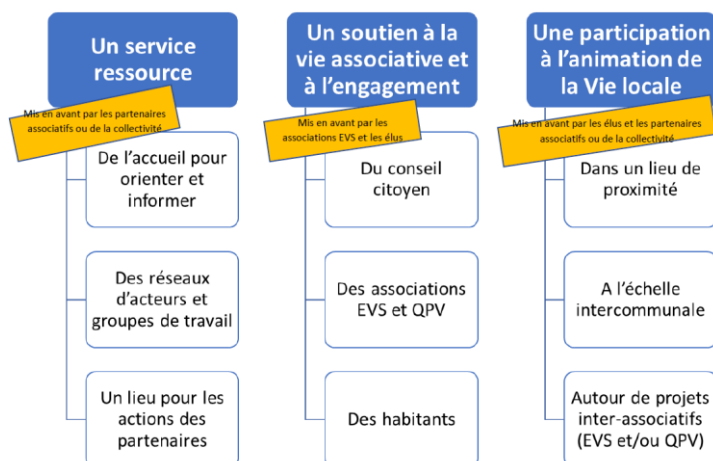 Un service
ressource
Mis en avant par les partenaires
associatifs ou de la collectivité
De l’accueil pour
orienter et
informer
Des réseaux
d’acteurs et
groupes de travail
Un lieu pour les
actions des
partenaires
Un soutien à la
vie associative et
à l’engagement
Mis en avant par les
associations EVS et les élus
Du conseil
citoyen
Des associations
EVS et QPV
Des habitants
Une participation
à l’animation de
la Vie locale
Mis en avant par les élus et les partenaires
associatifs ou de la collectivité
Dans un lieu de
proximité
A l’échelle
intercommunale
Autour de projets
inter-associatifs
(EVS et/ou QPV)